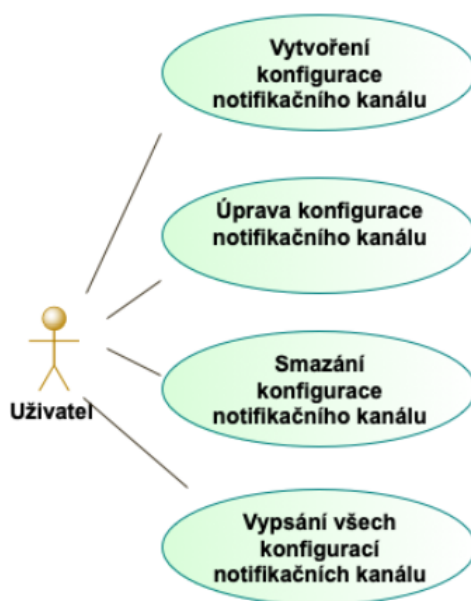 Vytvoření
konfigurace
notifikačního kanálu
Úprava konfigurace
notifikačního kanálu
Smazání
konfigurace
notifikačního kanálu
Uživatel
Vypsání všech
konfigurací
notifikačních kanálu